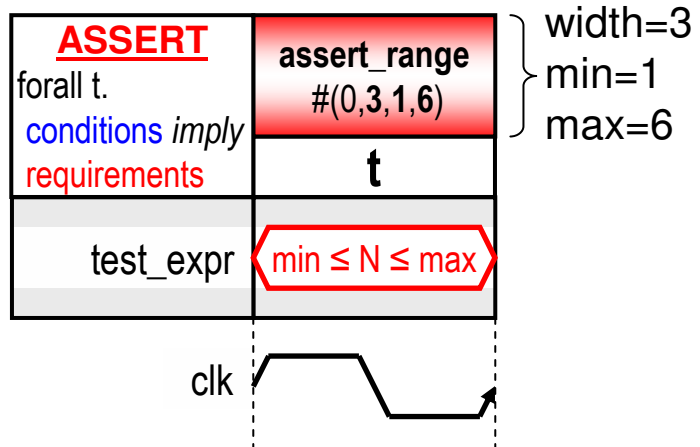 ASSERT
forall t.
conditions imply
requirements
assert_range
#(0,3,1,6)
t
width=3
min=1
max=6
test_expr
min ≤ N ≤ max
clk